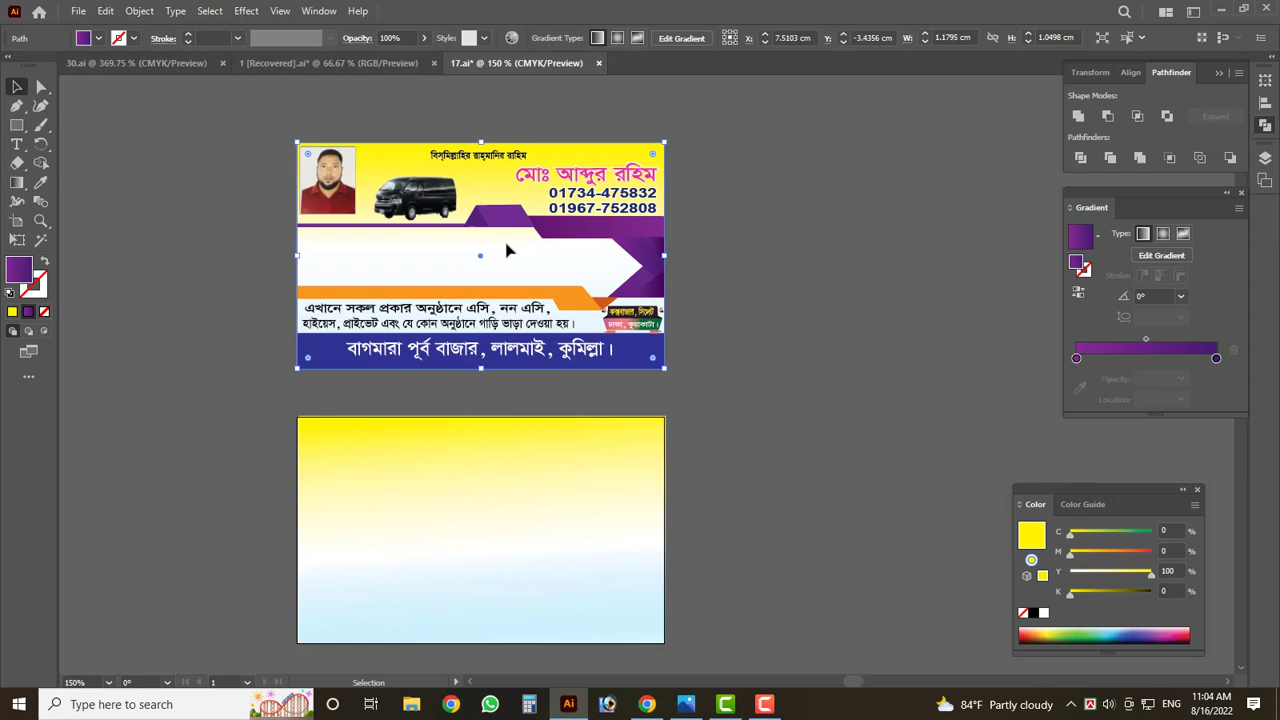 Ai File Edit Object Type Select Effect View Window Help
Path Stroke: Opacity: 100% Style: Gradient Type: Edit Gradient X: 7.5103 cm Y: -3.4356 cm W: 1.1795 cm H: 1.0498 cm
30.ai @ 369.75 % (CMYK/Preview) × 1 [Recovered].ai* @ 66.67 % (RGB/Preview) × 17.ai* @ 150 % (CMYK/Preview) ×
Transform Align Pathfinder
Shape Modes:
Expand
Pathfinders:
Gradient
Type:
Edit Gradient
Stroke:
0°
Opacity:
Location:
বিস্‌মিল্লাহির রাহ্‌মানির রাহিম
মোঃ আব্দুর রহিম
01734-475832
01967-752808
এখানে সকল প্রকার অনুষ্ঠানে এসি, নন এসি,
হাইয়েস, প্রাইভেট এবং যে কোন অনুষ্ঠানে গাড়ি ভাড়া দেওয়া হয়।
কক্সবাজার, সিলেট
ঢাকা, কুয়াকাটা।
বাগমারা পূর্ব বাজার, লালমাই, কুমিল্লা।
Color Color Guide
C 0 %
M 0 %
Y 100 %
K 0 %
150% 0° 1 Selection
Type here to search
Ai
84°F Partly cloudy
11:04 AM
8/16/2022